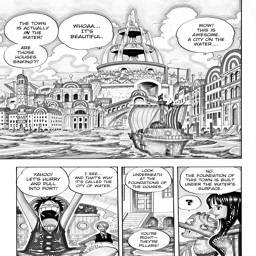 THE TOWN
IS ACTUALLY
IN THE
WATER!
ARE
THOSE
HOUSES
SINKING?!
WHOAA...
IT'S
BEAUTIFUL.
WOW!
THIS IS
AWESOME.
A CITY ON THE
WATER.
YAHOO!
LET'S HURRY
AND PULL
INTO PORT!
I SEE,
AND THAT'S WHY
IT'S CALLED THE
CITY OF WATER.
LOOK
UNDERNEATH
AT THE
FOUNDATIONS OF
THE HOUSES.
YOU'RE
RIGHT--
THEY'RE
PILLARS!
NO,
THE FOUNDATION
OF THIS TOWN IS BUILT
UNDER THE WATER'S
SURFACE.
?